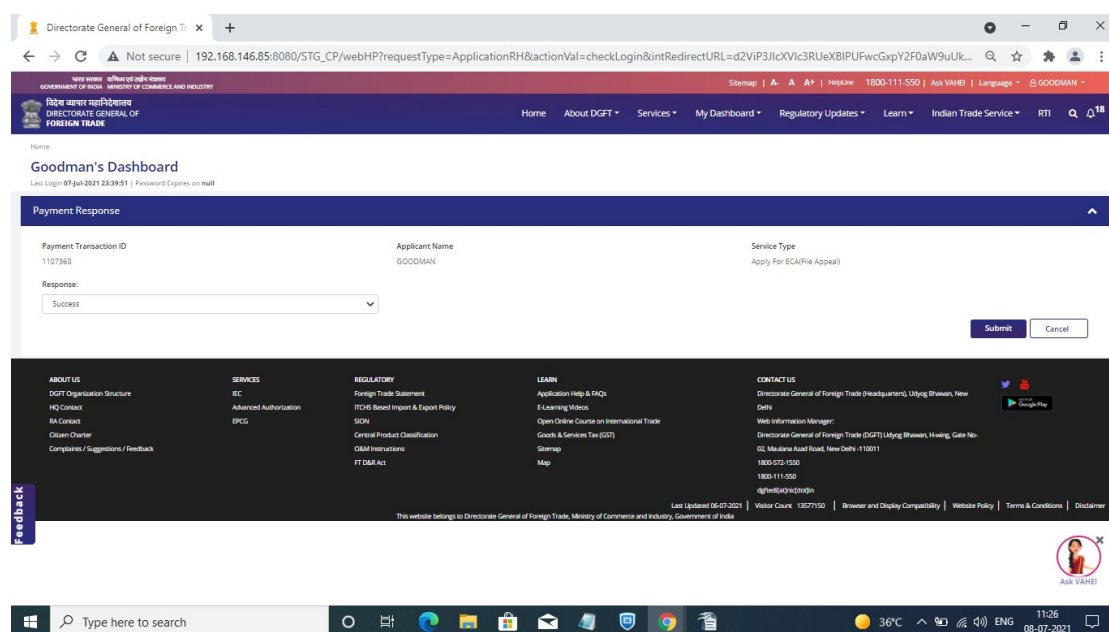 Directorate General of Foreign Tr
Not secure | 192.168.146.85:8080/STG_CP/webHP?requestType=ApplicationRH&actionVal=checkLogin&intRedirectURL=
भारत सरकार वाणिज्य एवं उद्योग मंत्रालय
GOVERNMENT OF INDIA MINISTRY OF COMMERCE AND INDUSTRY
Sitemap | A- A A+ | HelpLine 1800-111-550 | Ask VAHEI | Language GOODMAN
विदेश व्यापार महानिदेशालय
DIRECTORATE GENERAL OF
FOREIGN TRADE
Home About DGFT Services My Dashboard Regulatory Updates Learn Indian Trade Service RTI 18
Home
Goodman's Dashboard
Last Login 07-Jul-2021 23:39:51 | Password Expires on null
Payment Response
Payment Transaction ID Applicant Name Service Type
1107360 GOODMAN Apply For ECA(File Appeal)
Response:
Success
Submit Cancel
ABOUT US SERVICES REGULATORY LEARN CONTACT US
DGFT Organization Structure IEC Foreign Trade Statement Application Help & FAQs Directorate General of Foreign Trade (Headquarters), Udyog Bhawan, New
HQ Contact Advanced Authorization ITCHS Based Import & Export Policy E-Learning Videos Delhi
Google Play
RA Contact EPCG SION Open Online Course on International Trade Web Information Manager:
Citizen Charter Central Product Classification Goods & Services Tax (GST) Directorate General of Foreign Trade (DGFT) Udyog Bhawan, H-wing, Gate No-
Complaints / Suggestions / Feedback O&M Instructions Sitemap 02, Maulana Azad Road, New Delhi -110011
FT D&R Act Map 1800-572-1550
1800-111-550
dgftedi[at]nic[dot]in
Feedback
Last Updated 06-07-2021 | Visitor Count 13577150 | Browser and Display Compatibility | Website Policy | Terms & Conditions | Disclaimer
This website belongs to Directorate General of Foreign Trade, Ministry of Commerce and Industry, Government of India
Ask VAHEI
Type here to search
36°C ENG 11:26
08-07-2021